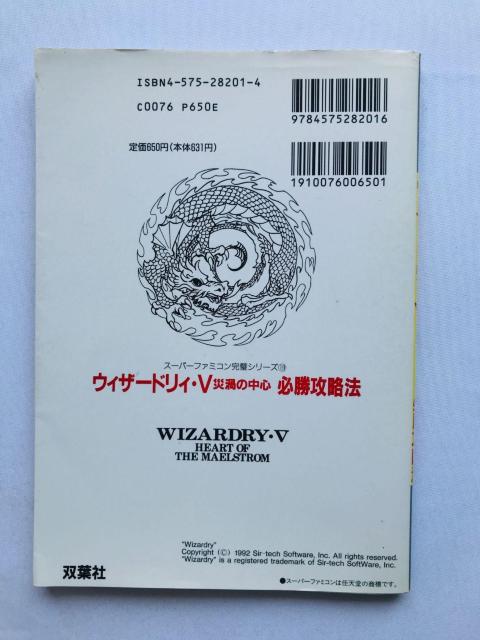 ISBN4-575-28201-4
C0076 P650E
9784575282016
定価650円(本体631円)
1910076006501
スーパーファミコン完璧シリーズ⑲
ウィザードリィ・V 災渦の中心 必勝攻略法
WIZARDRY・V
HEART OF
THE MAELSTROM
"Wizardry"
Copyright (C) 1992 Sir-tech Software, Inc. All rights reserved.
"Wizardry" is a registered trademark of Sir-tech Software, Inc.
双葉社
●スーパーファミコンは任天堂の商標です。